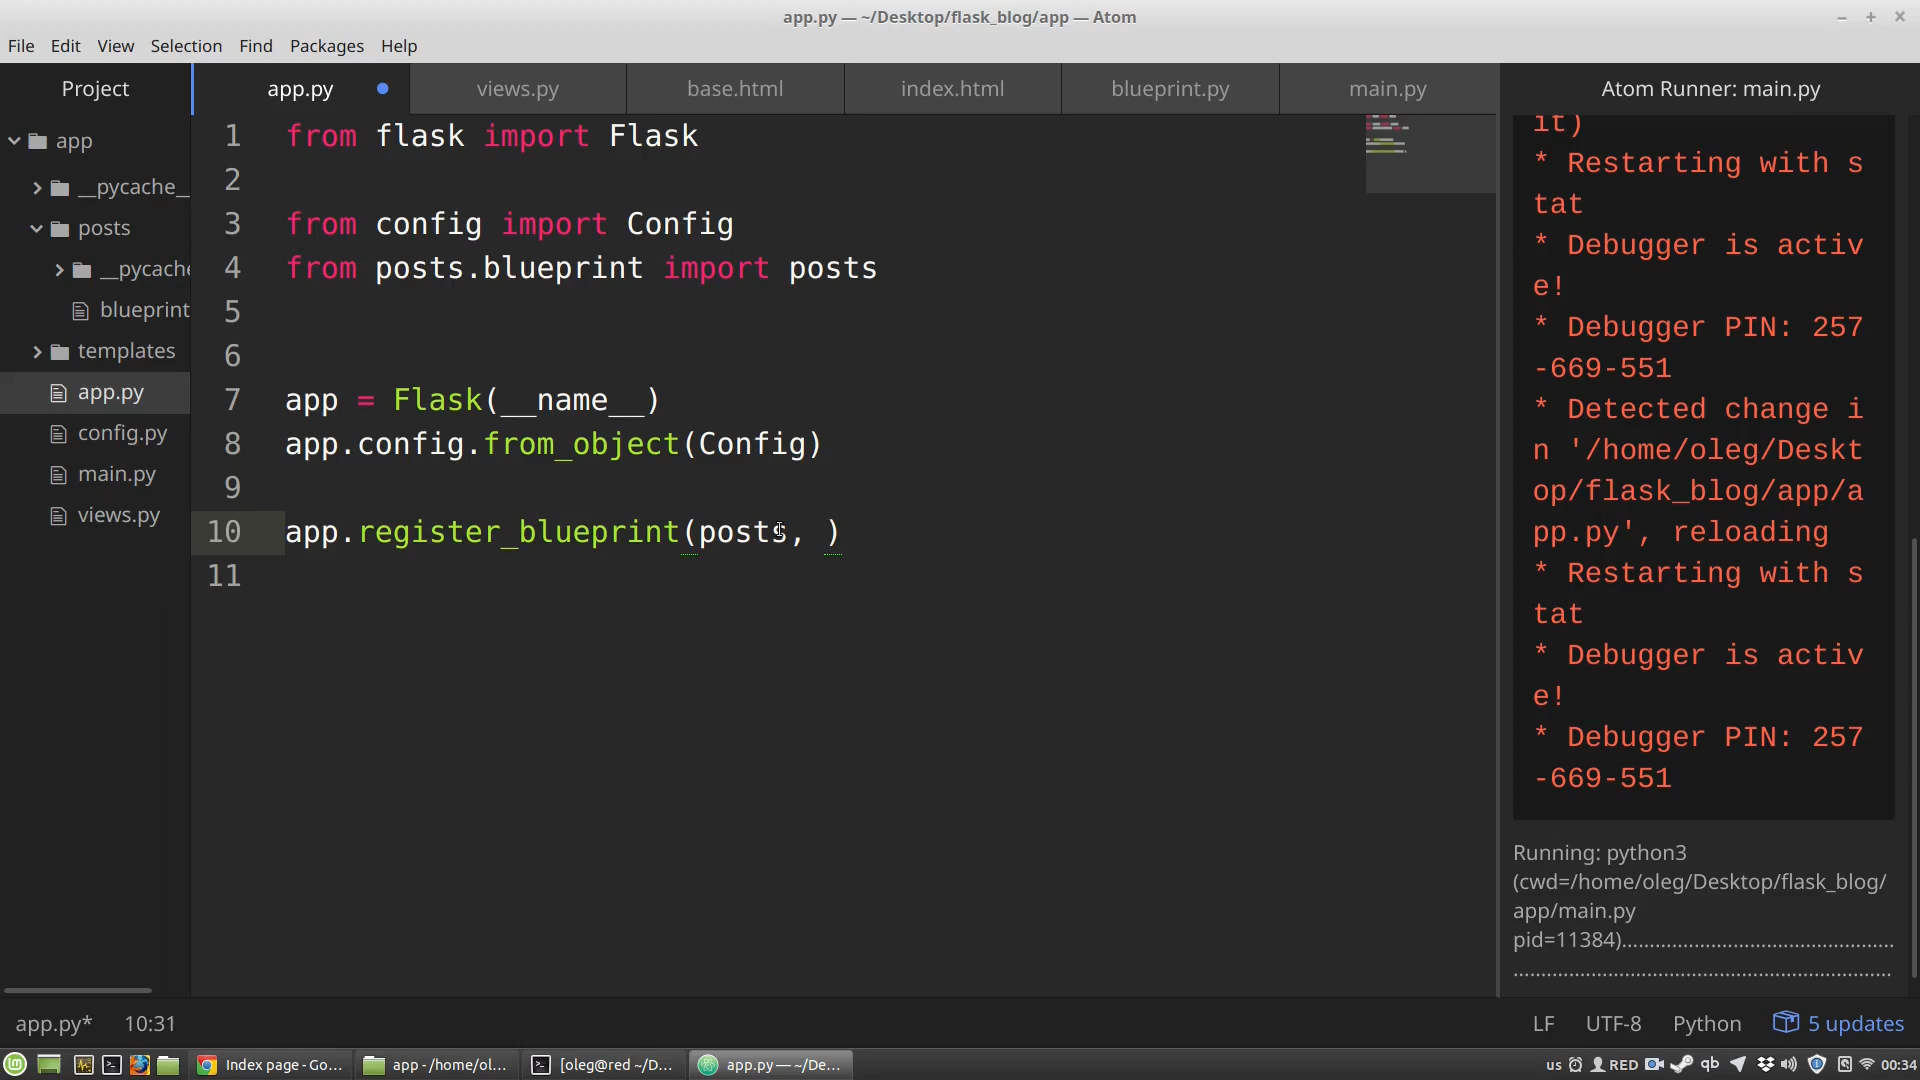 app.py — ~/Desktop/flask_blog/app — Atom
File Edit View Selection Find Packages Help
Project
app
__pycache__
posts
__pycache
blueprint
templates
app.py
config.py
main.py
views.py
app.py views.py base.html index.html blueprint.py main.py
1 from flask import Flask
2
3 from config import Config
4 from posts.blueprint import posts
5
6
7 app = Flask(__name__)
8 app.config.from_object(Config)
9
10 app.register_blueprint(posts, )
11
Atom Runner: main.py
it)
* Restarting with s
tat
* Debugger is activ
e!
* Debugger PIN: 257
-669-551
* Detected change i
n '/home/oleg/Deskt
op/flask_blog/app/a
pp.py', reloading
* Restarting with s
tat
* Debugger is activ
e!
* Debugger PIN: 257
-669-551
Running: python3
(cwd=/home/oleg/Desktop/flask_blog/
app/main.py
pid=11384)................................................
....................................................................
app.py* 10:31 LF UTF-8 Python 5 updates
Index page - Go... app - /home/ol... [oleg@red ~/D... app.py — ~/De... us RED qb 00:34